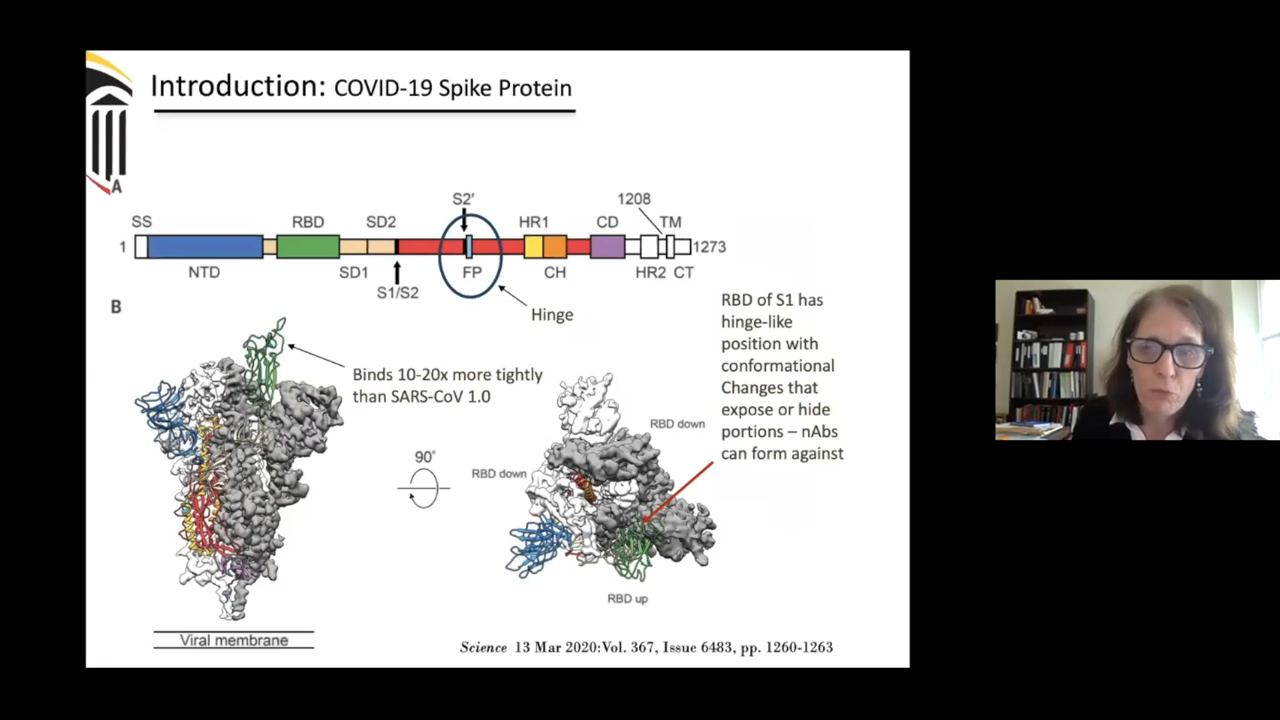 Introduction: COVID-19 Spike Protein
A
S2′
1208
SS
RBD
SD2
HR1
CD
TM
1
1273
NTD
SD1
FP
CH
HR2
CT
S1/S2
Hinge
B
RBD of S1 has
hinge-like
position with
conformational
Changes that
expose or hide
portions – nAbs
can form against
Binds 10-20x more tightly
than SARS-CoV 1.0
RBD down
90°
RBD down
RBD up
Viral membrane
Science 13 Mar 2020:Vol. 367, Issue 6483, pp. 1260-1263